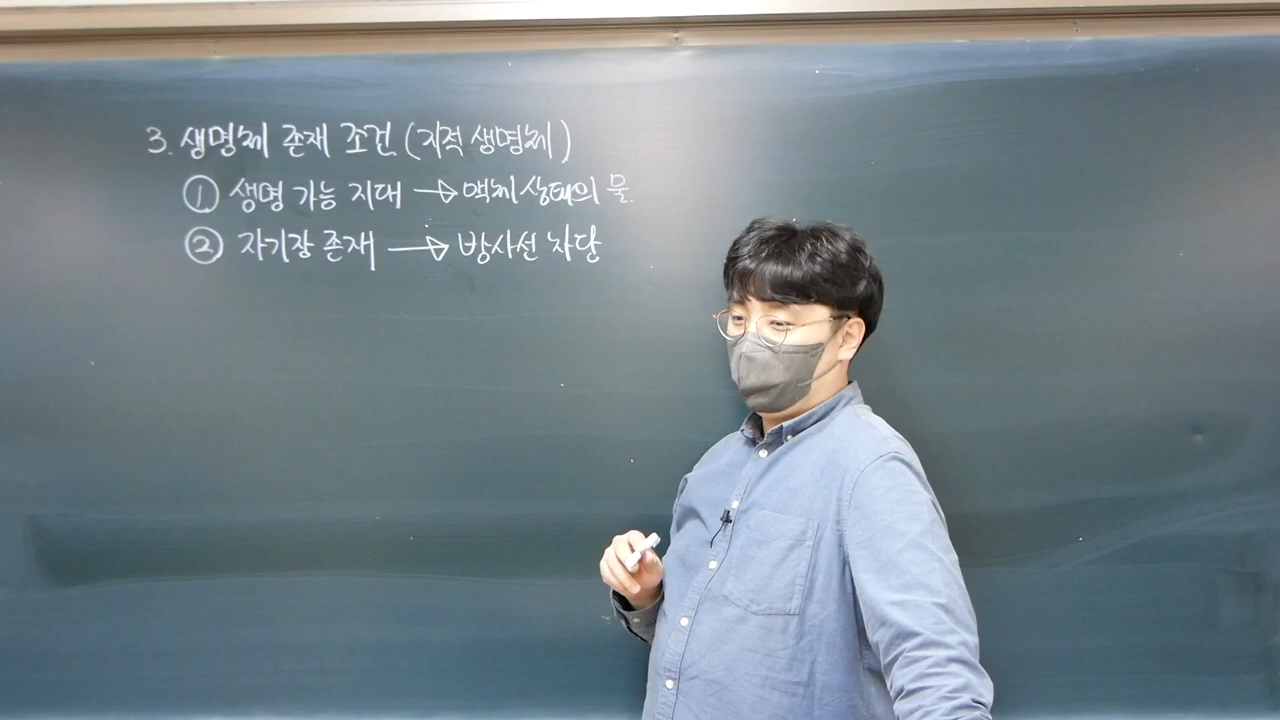 3. 생명체 존재 조건 (지적 생명체)
① 생명 가능 지대 → 액체 상태의 물.
② 자기장 존재 → 방사선 차단